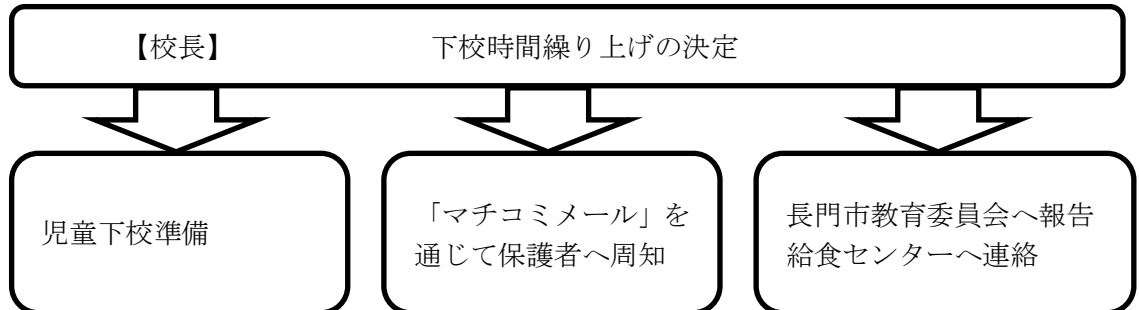 【校長】 下校時間繰り上げの決定
児童下校準備
「マチコミメール」を
通じて保護者へ周知
長門市教育委員会へ報告
給食センターへ連絡